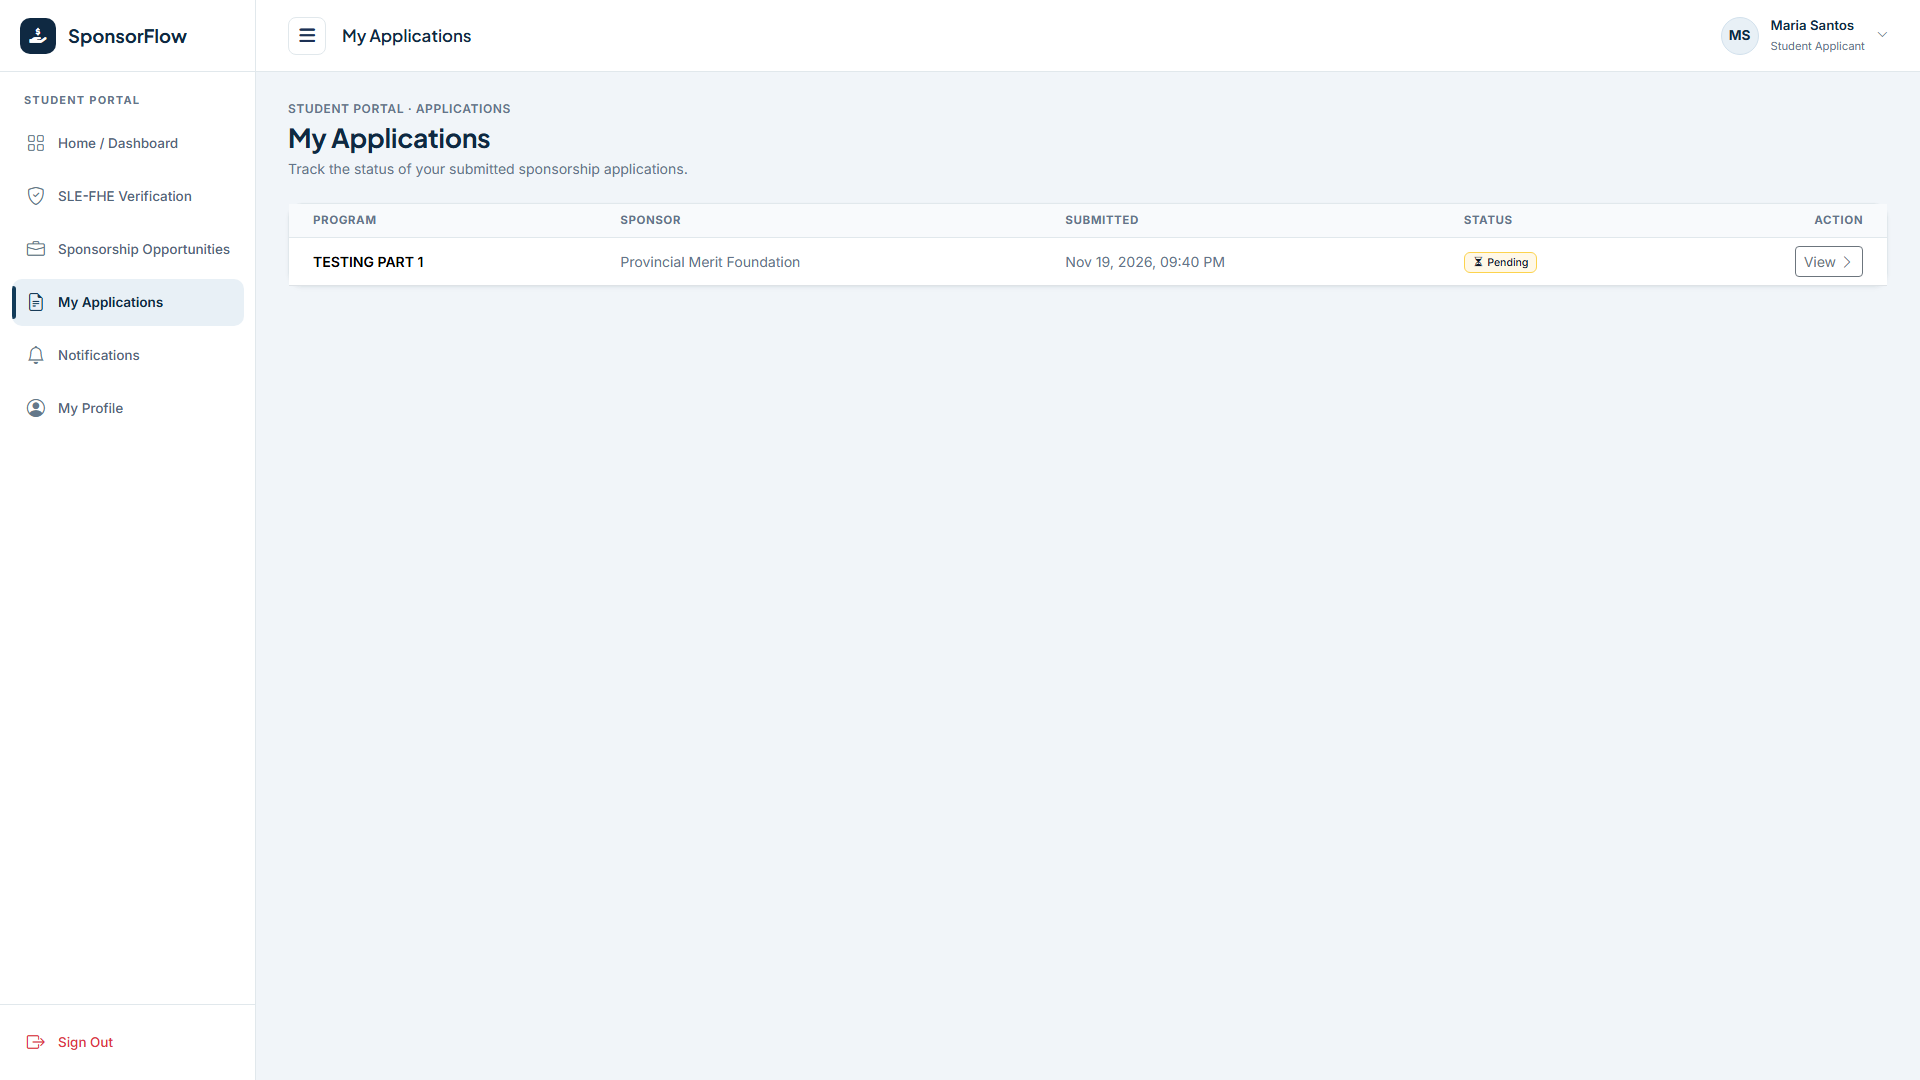 SponsorFlow
My Applications
MS
Maria Santos
Student Applicant
STUDENT PORTAL
Home / Dashboard
SLE-FHE Verification
Sponsorship Opportunities
My Applications
Notifications
My Profile
Sign Out
STUDENT PORTAL · APPLICATIONS
My Applications
Track the status of your submitted sponsorship applications.
PROGRAM SPONSOR SUBMITTED STATUS ACTION
TESTING PART 1 Provincial Merit Foundation Nov 19, 2026, 09:40 PM Pending View